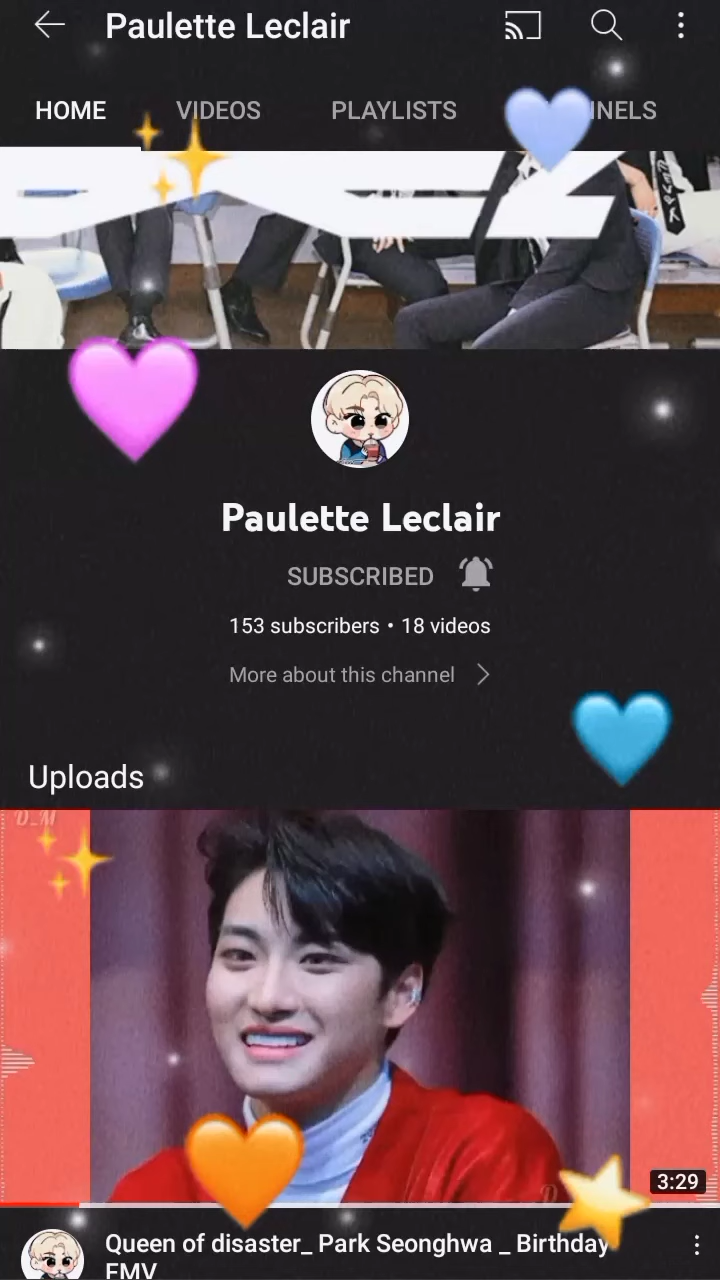 Paulette Leclair
HOME VIDEOS PLAYLISTS NNELS
Paulette Leclair
SUBSCRIBED
153 subscribers • 18 videos
More about this channel
Uploads
D_M
3:29
Queen of disaster_ Park Seonghwa _ Birthday
FMV